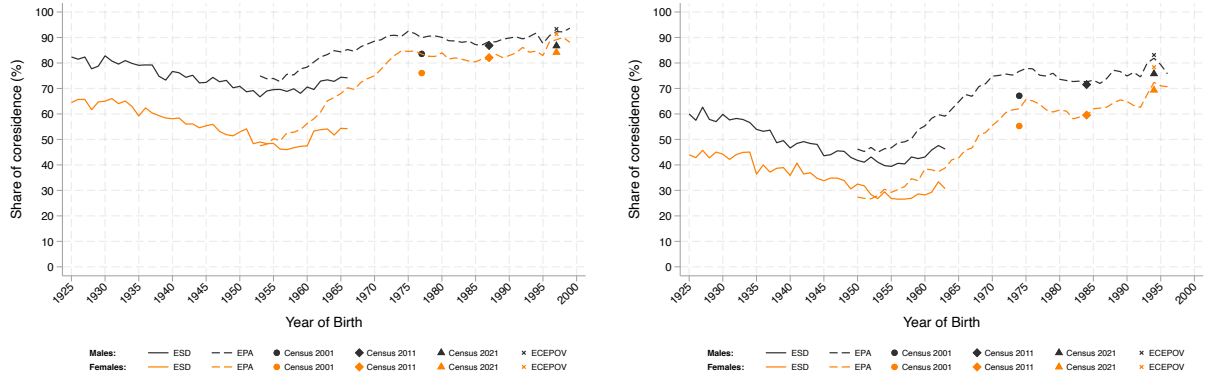 Share of coresidence (%)
100
90
80
70
60
50
40
30
20
10
0
1925 1930 1935 1940 1945 1950 1955 1960 1965 1970 1975 1980 1985 1990 1995 2000
Year of Birth
Males: ESD EPA Census 2001 Census 2011 Census 2021 ECEPOV
Females: ESD EPA Census 2001 Census 2011 Census 2021 ECEPOV
Share of coresidence (%)
100
90
80
70
60
50
40
30
20
10
0
1925 1930 1935 1940 1945 1950 1955 1960 1965 1970 1975 1980 1985 1990 1995 2000
Year of Birth
Males: ESD EPA Census 2001 Census 2011 Census 2021 ECEPOV
Females: ESD EPA Census 2001 Census 2011 Census 2021 ECEPOV